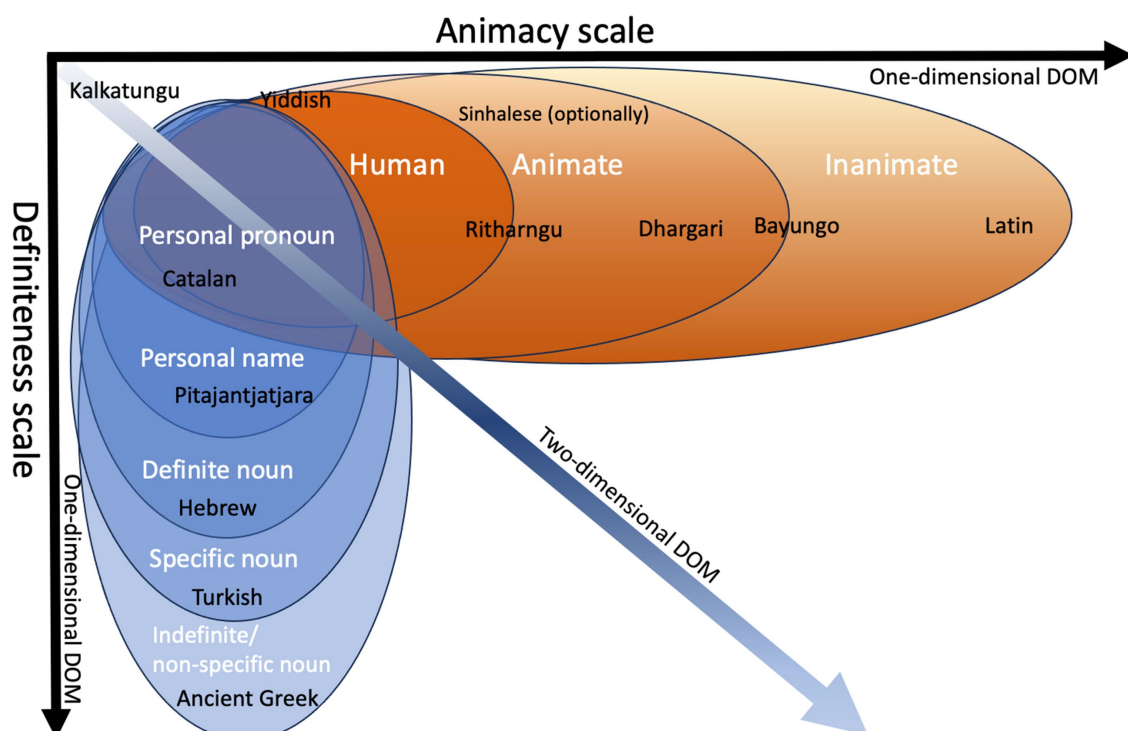 Animacy scale
One-dimensional DOM
Kalkatungu
Yiddish
Sinhalese (optionally)
Human
Animate
Inanimate
Ritharngu
Dhargari
Bayungo
Latin
Definiteness scale
Personal pronoun
Catalan
Personal name
Pitajantjatjara
Definite noun
Hebrew
Specific noun
Turkish
Indefinite/
non-specific noun
Ancient Greek
One-dimensional DOM
Two-dimensional DOM